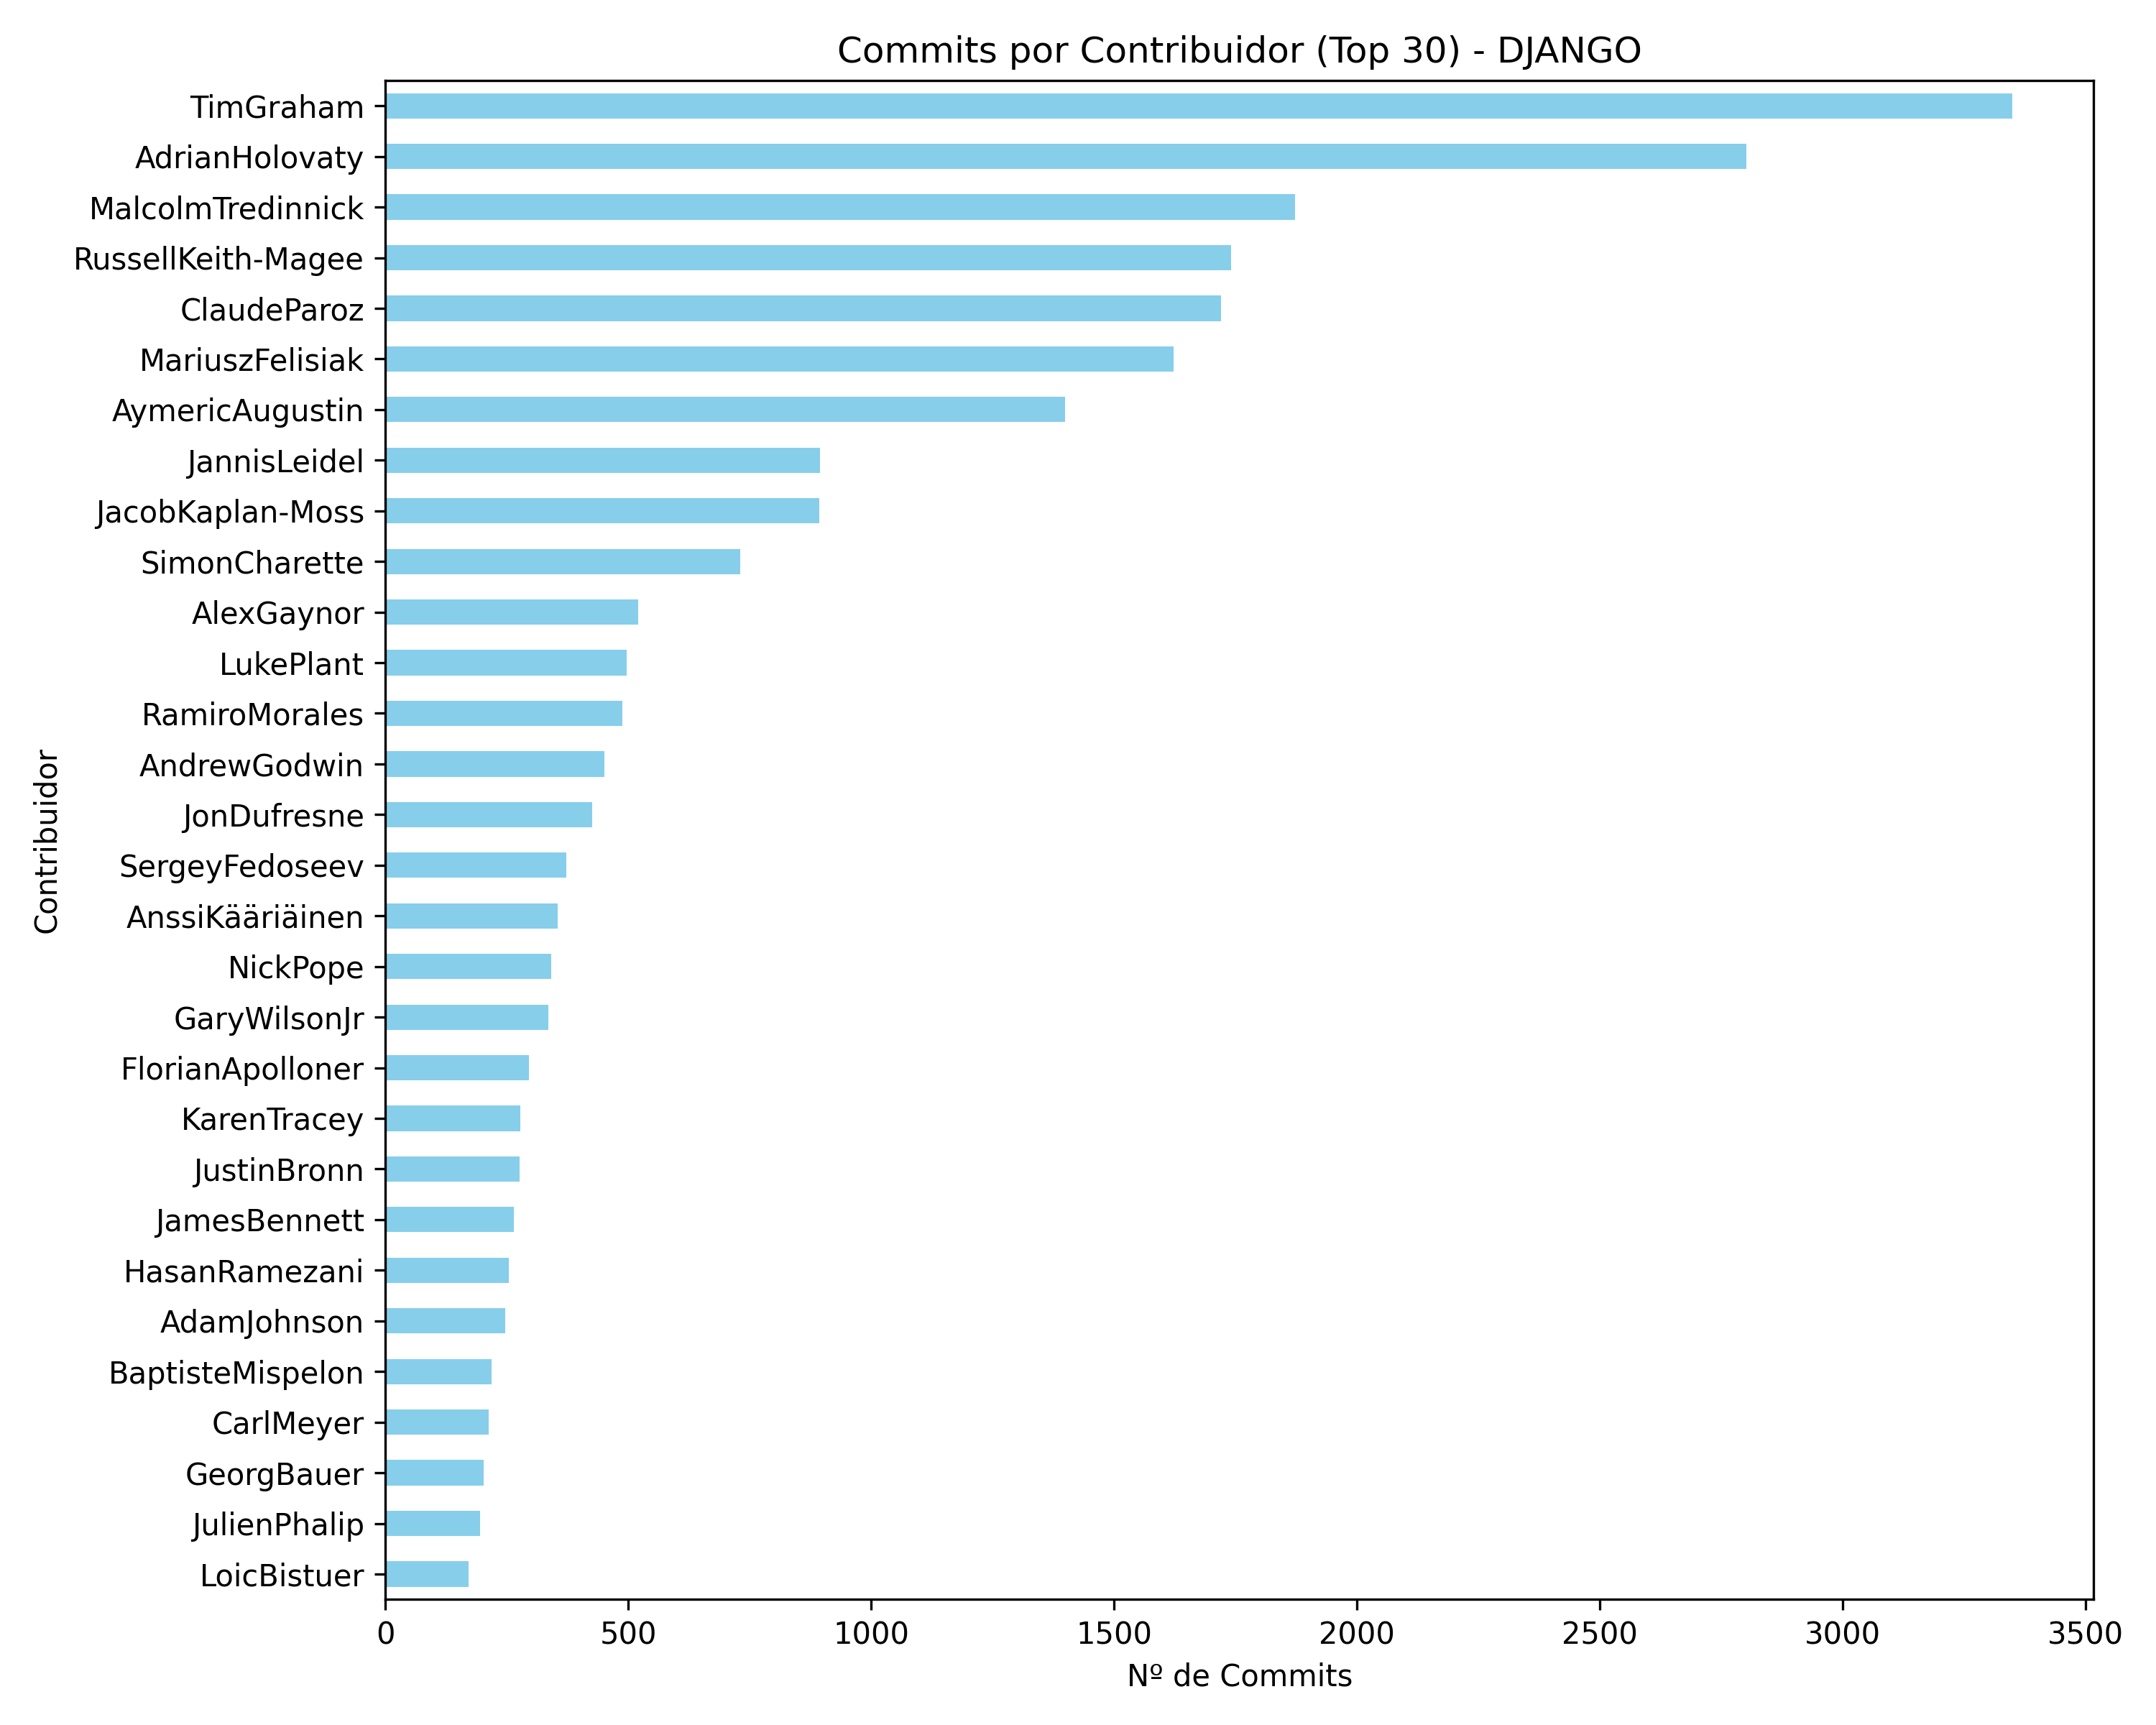 Commits por Contribuidor (Top 30) - DJANGO
Contribuidor
TimGraham
AdrianHolovaty
MalcolmTredinnick
RussellKeith-Magee
ClaudeParoz
MariuszFelisiak
AymericAugustin
JannisLeidel
JacobKaplan-Moss
SimonCharette
AlexGaynor
LukePlant
RamiroMorales
AndrewGodwin
JonDufresne
SergeyFedoseev
AnssiKääriäinen
NickPope
GaryWilsonJr
FlorianApolloner
KarenTracey
JustinBronn
JamesBennett
HasanRamezani
AdamJohnson
BaptisteMispelon
CarlMeyer
GeorgBauer
JulienPhalip
LoicBistuer
0 500 1000 1500 2000 2500 3000 3500
Nº de Commits